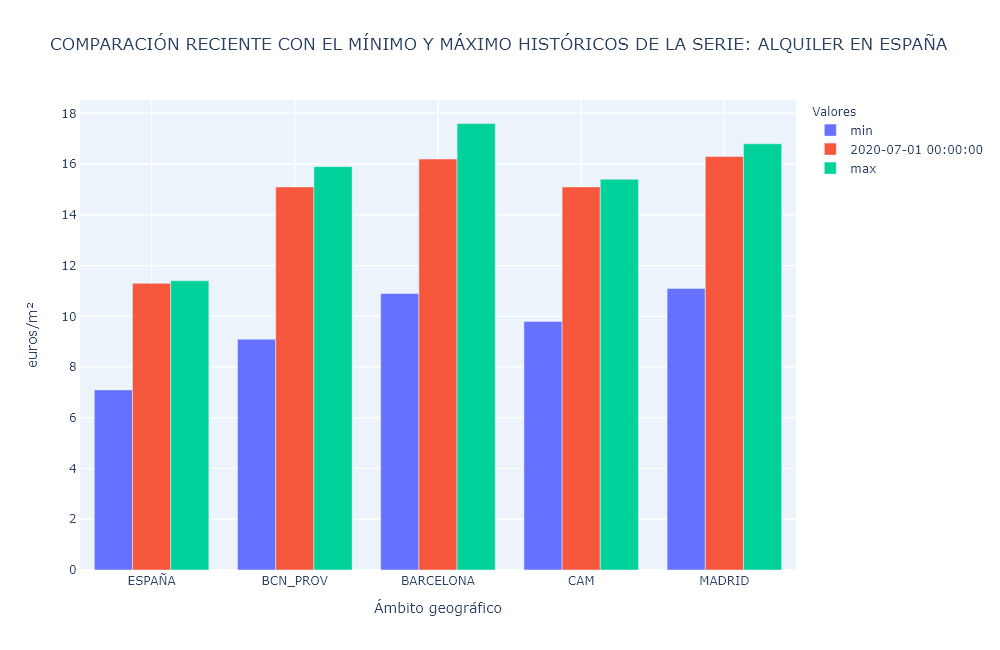 COMPARACIÓN RECIENTE CON EL MÍNIMO Y MÁXIMO HISTÓRICOS DE LA SERIE: ALQUILER EN ESPAÑA
Valores
min
2020-07-01 00:00:00
max
euros/m²
18
16
14
12
10
8
6
4
2
0
ESPAÑA BCN_PROV BARCELONA CAM MADRID
Ámbito geográfico